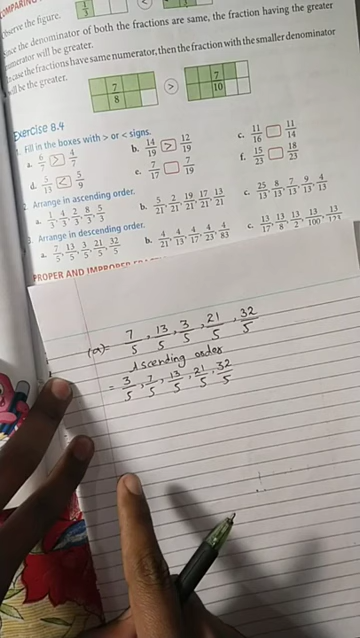 COMPARING
Observe the figure. 1/3 <
Since the denominator of both the fractions are same, the fraction having the greater
numerator will be greater.
In case the fractions have same numerator, then the fraction with the smaller denominator
will be the greater.
7/8 > 7/10
Exercise 8.4
1. Fill in the boxes with > or < signs.
a. 6/7 > 4/7 b. 14/19 > 12/19 c. 11/16 □ 11/14
d. 5/13 < 5/9 e. 7/17 □ 7/19 f. 15/23 □ 18/23
2. Arrange in ascending order.
a. 1/3, 4/3, 2/3, 8/3, 5/3 b. 5/21, 2/21, 19/21, 17/21, 13/21 c. 25/13, 8/13, 7/13, 9/13, 4/13
3. Arrange in descending order.
a. 7/5, 13/5, 3/5, 21/5, 32/5 b. 4/21, 4/13, 4/17, 4/23, 4/83 c. 13/17, 13/8, 13/2, 13/100, 13/123
PROPER AND IMPROPER
(a)= 7/5, 13/5, 3/5, 21/5, 32/5
Ascending order
= 3/5, 7/5, 13/5, 21/5, 32/5